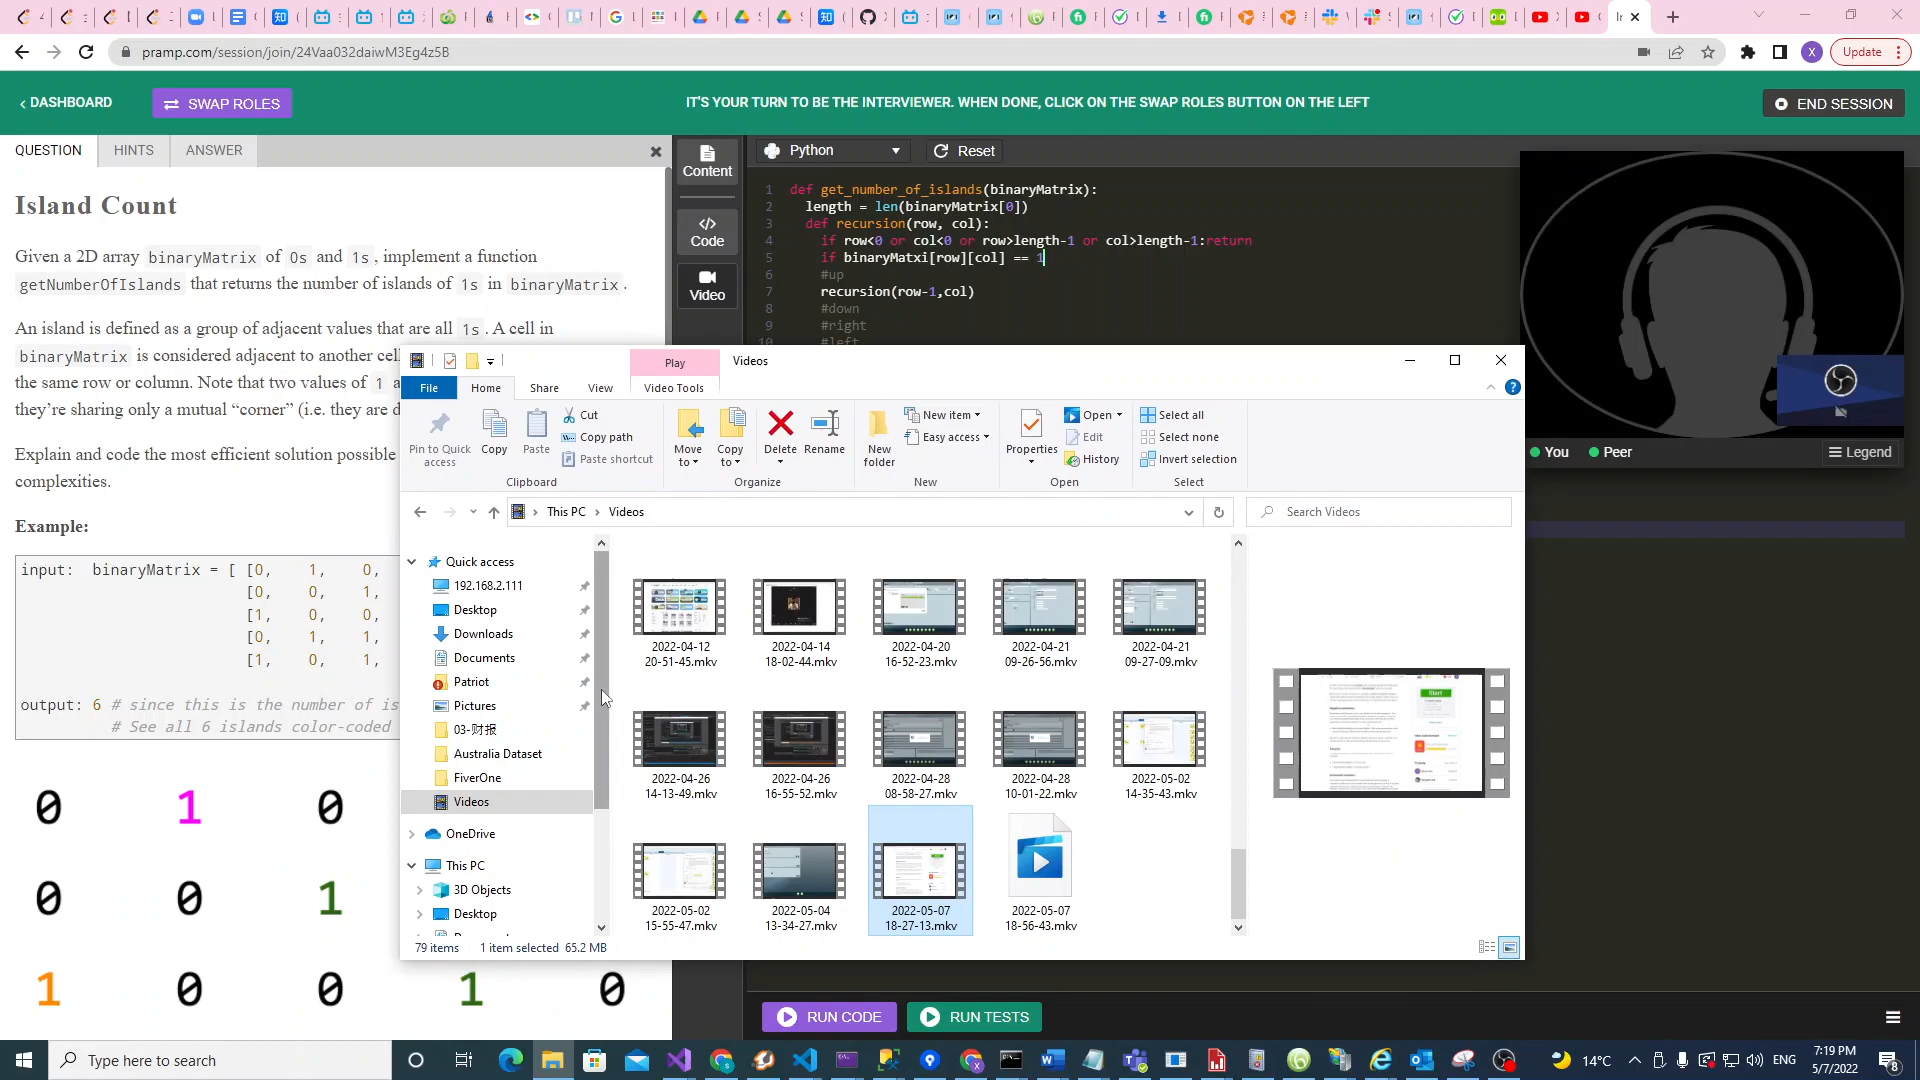 pramp.com/session/join/24Vaa032daiwM3Eg4z5B
X
Update
‹ DASHBOARD
SWAP ROLES
IT'S YOUR TURN TO BE THE INTERVIEWER. WHEN DONE, CLICK ON THE SWAP ROLES BUTTON ON THE LEFT
END SESSION
QUESTION
HINTS
ANSWER
Content
Code
Video
Python
Reset
Island Count
Given a 2D array binaryMatrix of 0s and 1s, implement a function
getNumberOfIslands that returns the number of islands of 1s in binaryMatrix.
An island is defined as a group of adjacent values that are all 1s. A cell in
binaryMatrix is considered adjacent to another cell
the same row or column. Note that two values of 1
they're sharing only a mutual "corner" (i.e. they are d
Explain and code the most efficient solution possible
complexities.
Example:
input: binaryMatrix = [ [0, 1, 0,
[0, 0, 1,
[1, 0, 0,
[0, 1, 1,
[1, 0, 1,
output: 6 # since this is the number of is
# See all 6 islands color-coded
0 1 0
0 0 1
1 0 0 1 0
1 def get_number_of_islands(binaryMatrix):
2 length = len(binaryMatrix[0])
3 def recursion(row, col):
4 if row<0 or col<0 or row>length-1 or col>length-1:return
5 if binaryMatxi[row][col] == 1
6 #up
7 recursion(row-1,col)
8 #down
9 #right
10 #left
You
Peer
Legend
Play
Videos
File
Home
Share
View
Video Tools
Pin to Quick access
Copy
Paste
Cut
Copy path
Paste shortcut
Clipboard
Move to
Copy to
Delete
Rename
Organize
New folder
New item
Easy access
New
Properties
Open
Edit
History
Open
Select all
Select none
Invert selection
Select
This PC
Videos
Search Videos
Quick access
192.168.2.111
Desktop
Downloads
Documents
Patriot
Pictures
03-财报
Australia Dataset
FiverOne
Videos
OneDrive
This PC
3D Objects
Desktop
2022-04-12 20-51-45.mkv
2022-04-14 18-02-44.mkv
2022-04-20 16-52-23.mkv
2022-04-21 09-26-56.mkv
2022-04-21 09-27-09.mkv
2022-04-26 14-13-49.mkv
2022-04-26 16-55-52.mkv
2022-04-28 08-58-27.mkv
2022-04-28 10-01-22.mkv
2022-05-02 14-35-43.mkv
2022-05-02 15-55-47.mkv
2022-05-04 13-34-27.mkv
2022-05-07 18-27-13.mkv
2022-05-07 18-56-43.mkv
79 items
1 item selected 65.2 MB
RUN CODE
RUN TESTS
Type here to search
14°C
ENG
7:19 PM
5/7/2022
8